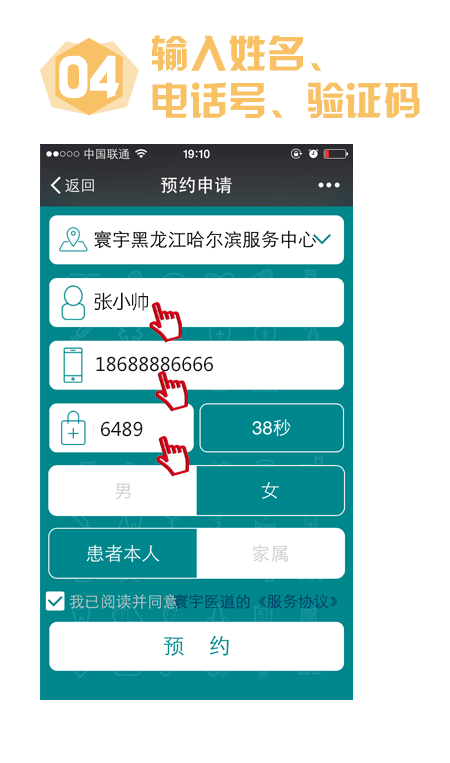 04
输入姓名、
电话号、验证码
中国联通 19:10
返回 预约申请
寰宇黑龙江哈尔滨服务中心
张小帅
18688886666
6489 38秒
男 女
患者本人 家属
我已阅读并同意寰宇医道的《服务协议》
预 约